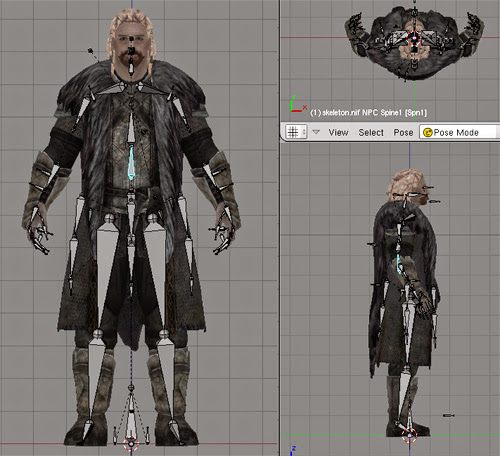 (1) skeleton.nif NPC Spine1 [Spn1]
View Select Pose Pose Mode
x
z